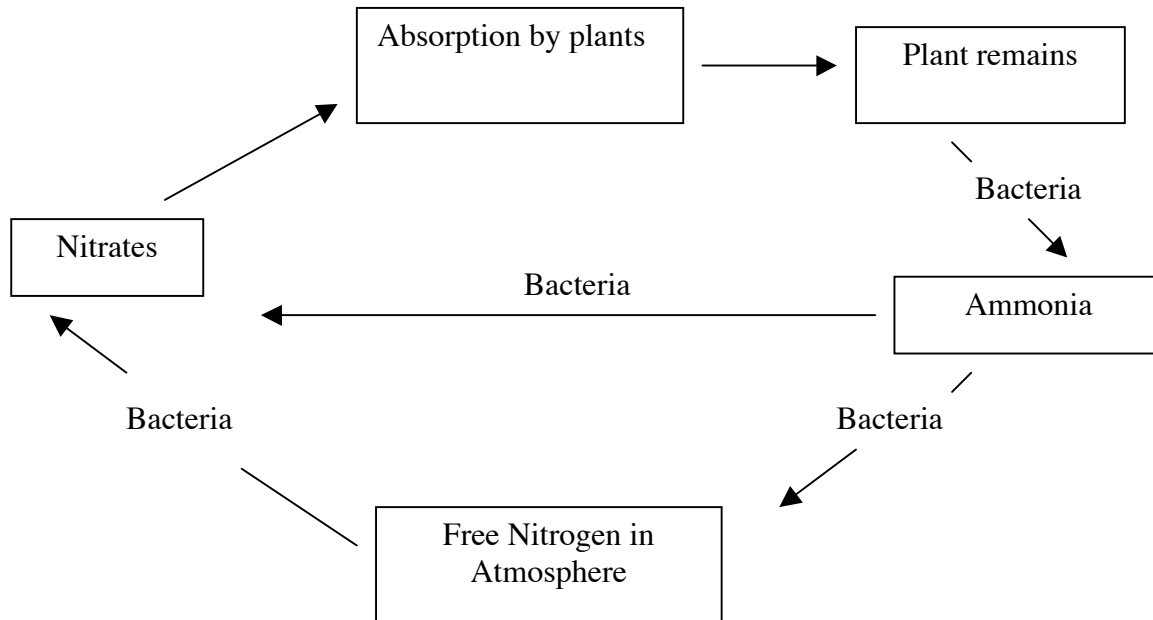 Absorption by plants
Plant remains
Bacteria
Nitrates
Bacteria
Ammonia
Bacteria
Bacteria
Free Nitrogen in
Atmosphere